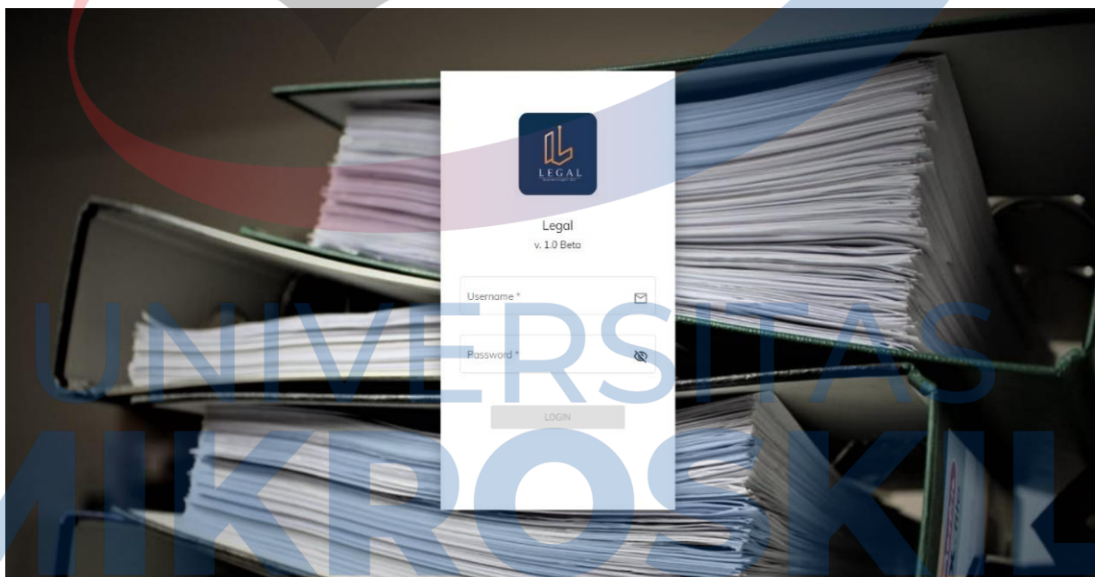 LEGAL
Legal
v. 1.0 Beta
Username *
Password *
LOGIN
UNIVERSITAS
MIKROSKIL